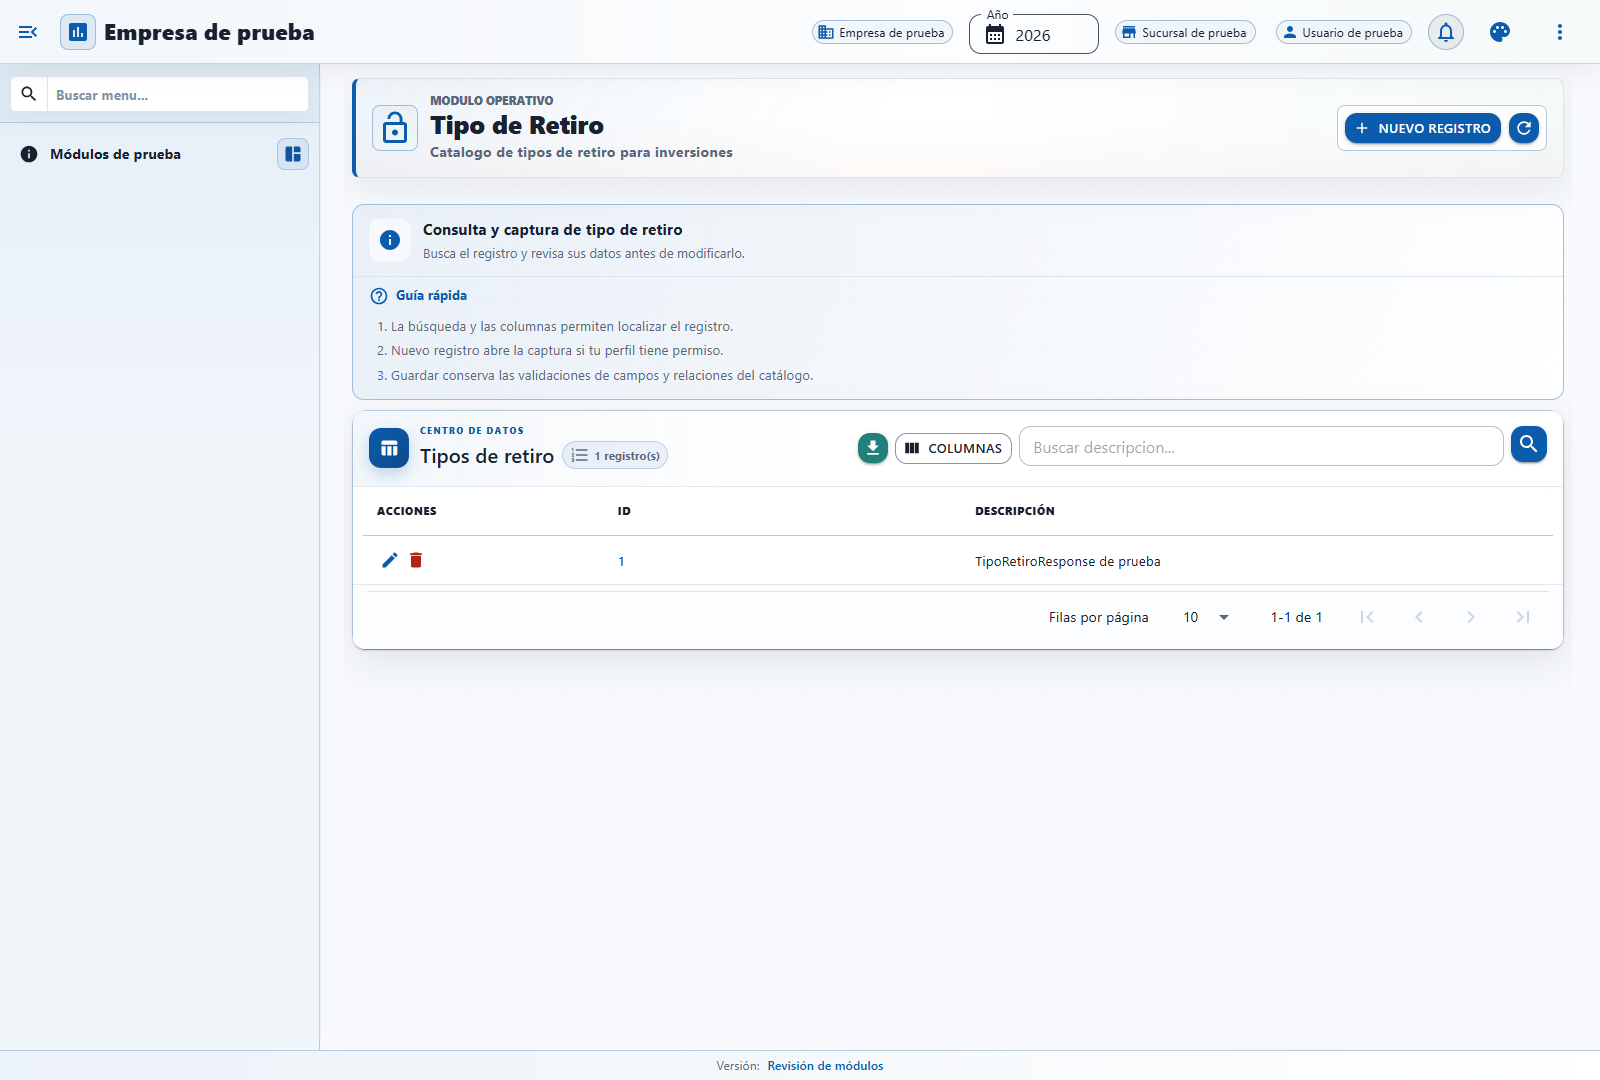 Empresa de prueba
Empresa de prueba
Año
2026
Sucursal de prueba
Usuario de prueba
Buscar menu...
Módulos de prueba
MODULO OPERATIVO
Tipo de Retiro
Catalogo de tipos de retiro para inversiones
NUEVO REGISTRO
Consulta y captura de tipo de retiro
Busca el registro y revisa sus datos antes de modificarlo.
Guía rápida
1. La búsqueda y las columnas permiten localizar el registro.
2. Nuevo registro abre la captura si tu perfil tiene permiso.
3. Guardar conserva las validaciones de campos y relaciones del catálogo.
CENTRO DE DATOS
Tipos de retiro
1 registro(s)
COLUMNAS
Buscar descripcion...
ACCIONES ID DESCRIPCIÓN
1 TipoRetiroResponse de prueba
Filas por página 10 1-1 de 1
Versión: Revisión de módulos